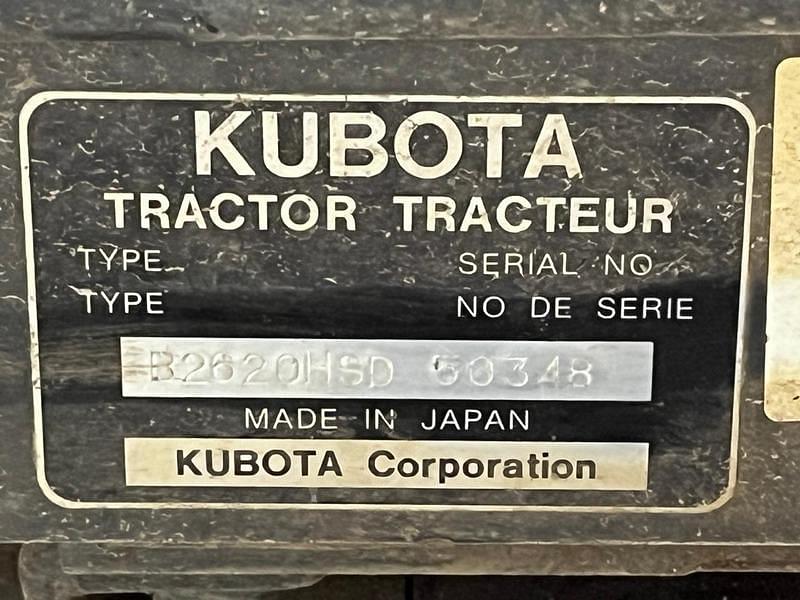 KUBOTA
TRACTOR TRACTEUR
TYPE SERIAL NO
TYPE NO DE SERIE
B2620HSD 50348
MADE IN JAPAN
KUBOTA Corporation